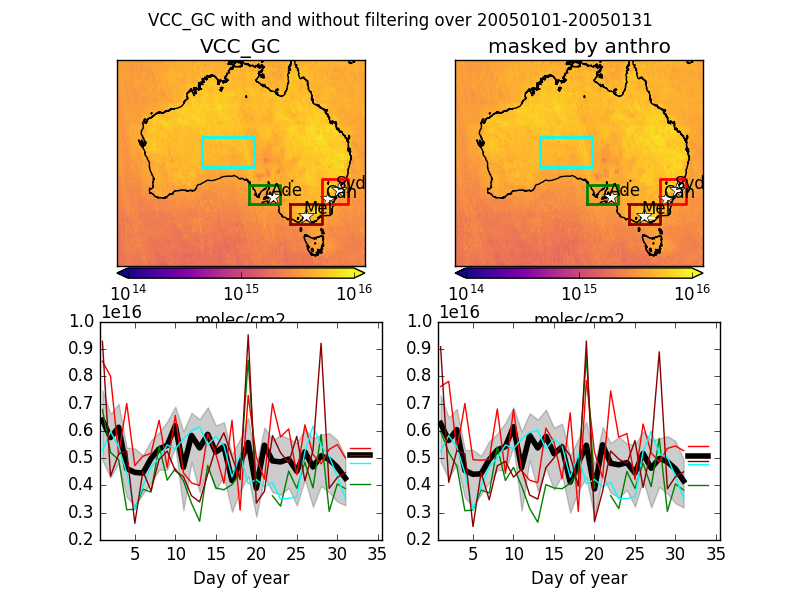 VCC_GC with and without filtering over 20050101-20050131
VCC_GC
masked by anthro
Syd
Can
Ade
Mel
Syd
Can
Ade
Mel
10^14 10^15 10^16
10^14 10^15 10^16
molec/cm2
molec/cm2
1e16
1e16
1.0
0.9
0.8
0.7
0.6
0.5
0.4
0.3
0.2
5 10 15 20 25 30 35
Day of year
1.0
0.9
0.8
0.7
0.6
0.5
0.4
0.3
0.2
5 10 15 20 25 30 35
Day of year